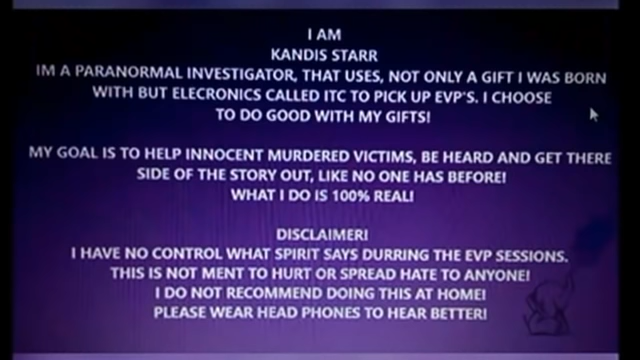 I AM
KANDIS STARR
IM A PARANORMAL INVESTIGATOR, THAT USES, NOT ONLY A GIFT I WAS BORN
WITH BUT ELECRONICS CALLED ITC TO PICK UP EVP'S. I CHOOSE
TO DO GOOD WITH MY GIFTS!
MY GOAL IS TO HELP INNOCENT MURDERED VICTIMS, BE HEARD AND GET THERE
SIDE OF THE STORY OUT, LIKE NO ONE HAS BEFORE!
WHAT I DO IS 100% REAL!
DISCLAIMER!
I HAVE NO CONTROL WHAT SPIRIT SAYS DURRING THE EVP SESSIONS.
THIS IS NOT MENT TO HURT OR SPREAD HATE TO ANYONE!
I DO NOT RECOMMEND DOING THIS AT HOME!
PLEASE WEAR HEAD PHONES TO HEAR BETTER!